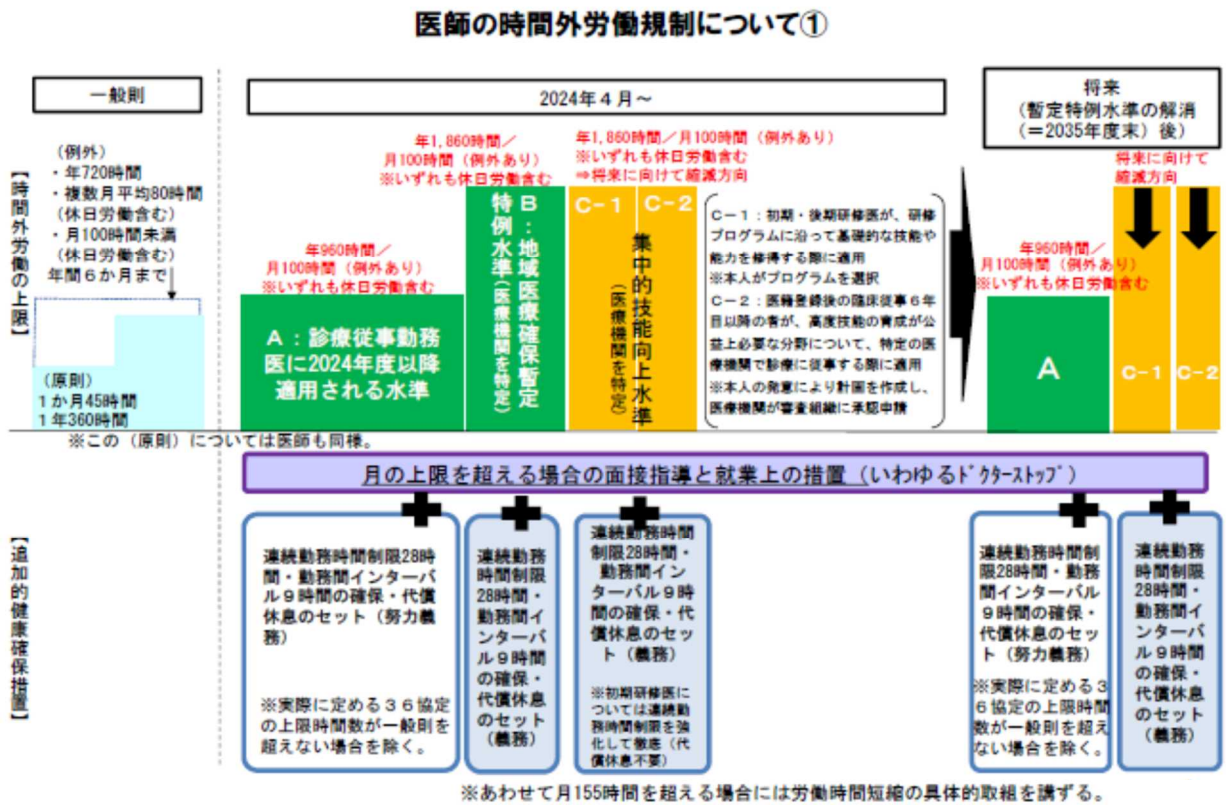 医師の時間外労働規制について①
一般則
2024年4月～
将来
（暫定特例水準の解消
（＝2035年度末）後）
【時間外労働の上限】
（例外）
・年720時間
・複数月平均80時間
（休日労働含む）
・月100時間未満
（休日労働含む）
年間６か月まで
（原則）
１か月45時間
１年360時間
※この（原則）については医師も同様。
年960時間／
月100時間（例外あり）
※いずれも休日労働含む
Ａ：診療従事勤務
医に2024年度以降
適用される水準
年1,860時間／
月100時間（例外あり）
※いずれも休日労働含む
Ｂ：地域医療確保暫定
特例水準（医療機関を特定）
年1,860時間／月100時間（例外あり）
※いずれも休日労働含む
⇒将来に向けて縮減方向
Ｃ－１
Ｃ－２
集中的技能向上水準
（医療機関を特定）
Ｃ－１：初期・後期研修医が、研修
プログラムに沿って基礎的な技能や
能力を修得する際に適用
※本人がプログラムを選択
Ｃ－２：医籍登録後の臨床従事６年
目以降の者が、高度技能の育成が公
益上必要な分野について、特定の医
療機関で診療に従事する際に適用
※本人の発意により計画を作成し、
医療機関が審査組織に承認申請
年960時間／
月100時間（例外あり）
※いずれも休日労働含む
Ａ
将来に向けて
縮減方向
Ｃ－１
Ｃ－２
月の上限を超える場合の面接指導と就業上の措置（いわゆるﾄﾞｸﾀｰｽﾄｯﾌﾟ）
【追加的健康確保措置】
連続勤務時間制限28時
間・勤務間インターバ
ル９時間の確保・代償
休息のセット（努力義
務）
※実際に定める３６協定
の上限時間数が一般則を
超えない場合を除く。
連続勤務
時間制限
28時間・
勤務間イ
ンターバ
ル９時間
の確保・
代償休息
のセット
（義務）
連続勤務時間
制限28時間・
勤務間イン
ターバル９時
間の確保・代
償休息のセッ
ト（義務）
※初期研修医に
ついては連続勤
務時間制限を強
化して徹底（代
償休息不要）
連続勤務時間制
限28時間・勤務
間インターバル
９時間の確保・
代償休息のセッ
ト（努力義務）
※実際に定める３
６協定の上限時間
数が一般則を超え
ない場合を除く。
連続勤務
時間制限
28時間・
勤務間イ
ンターバ
ル９時間
の確保・
代償休息
のセット
（義務）
※あわせて月155時間を超える場合には労働時間短縮の具体的取組を講ずる。